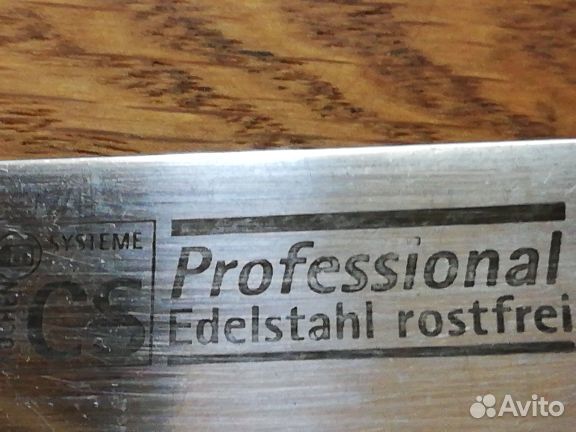 SYSTEME
CS
Professional
Edelstahl rostfrei
Avito